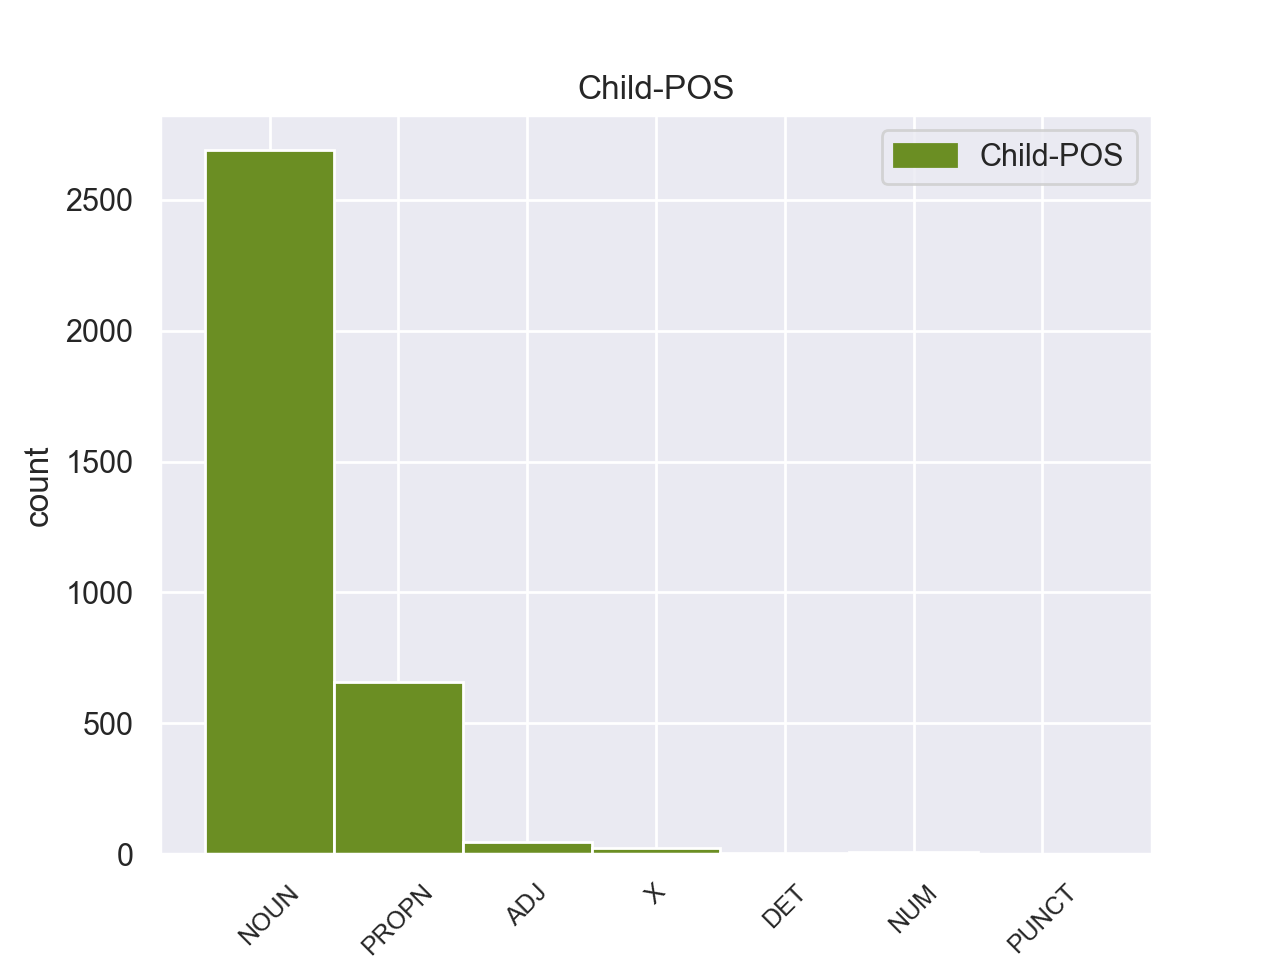 Child-POS
Child-POS
2500
2000
1500
1000
500
0
count
NOUN
PROPN
ADJ
X
DET
NUM
PUNCT